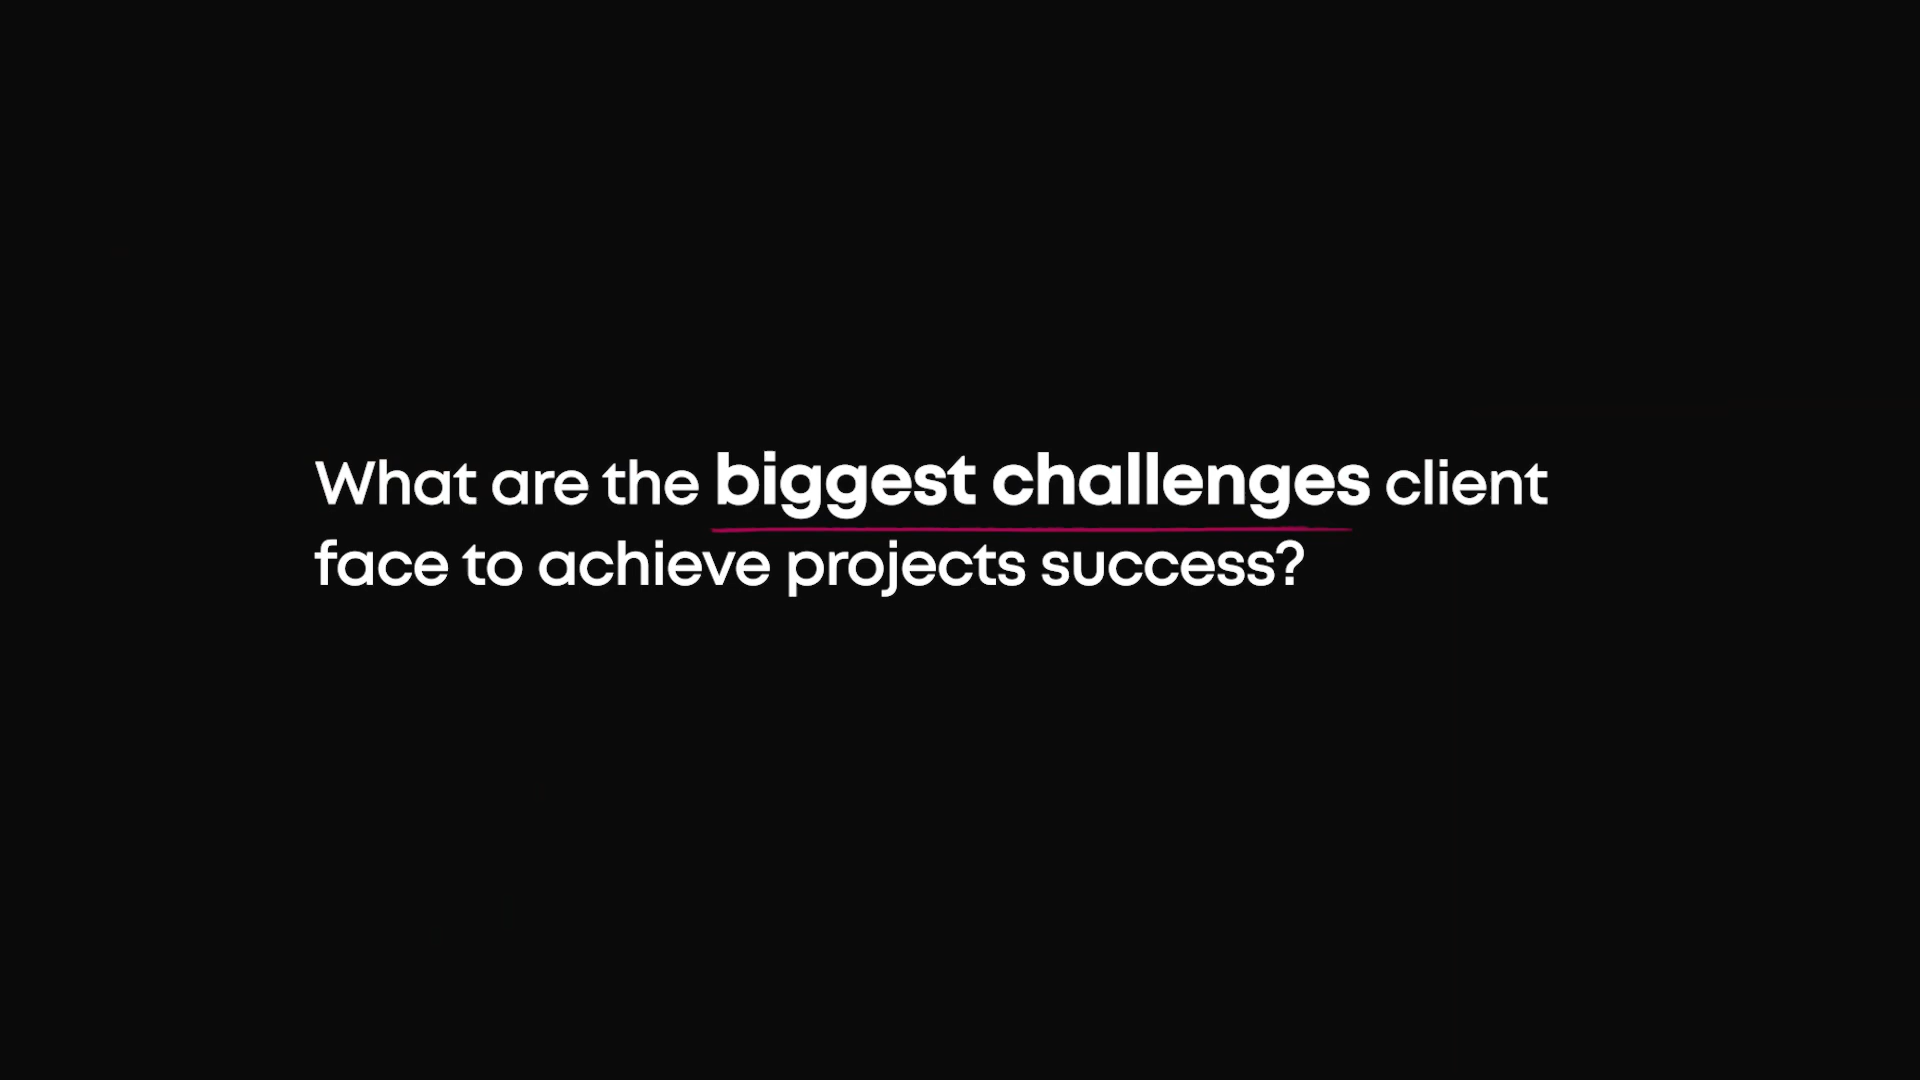 What are the biggest challenges client
face to achieve projects success?